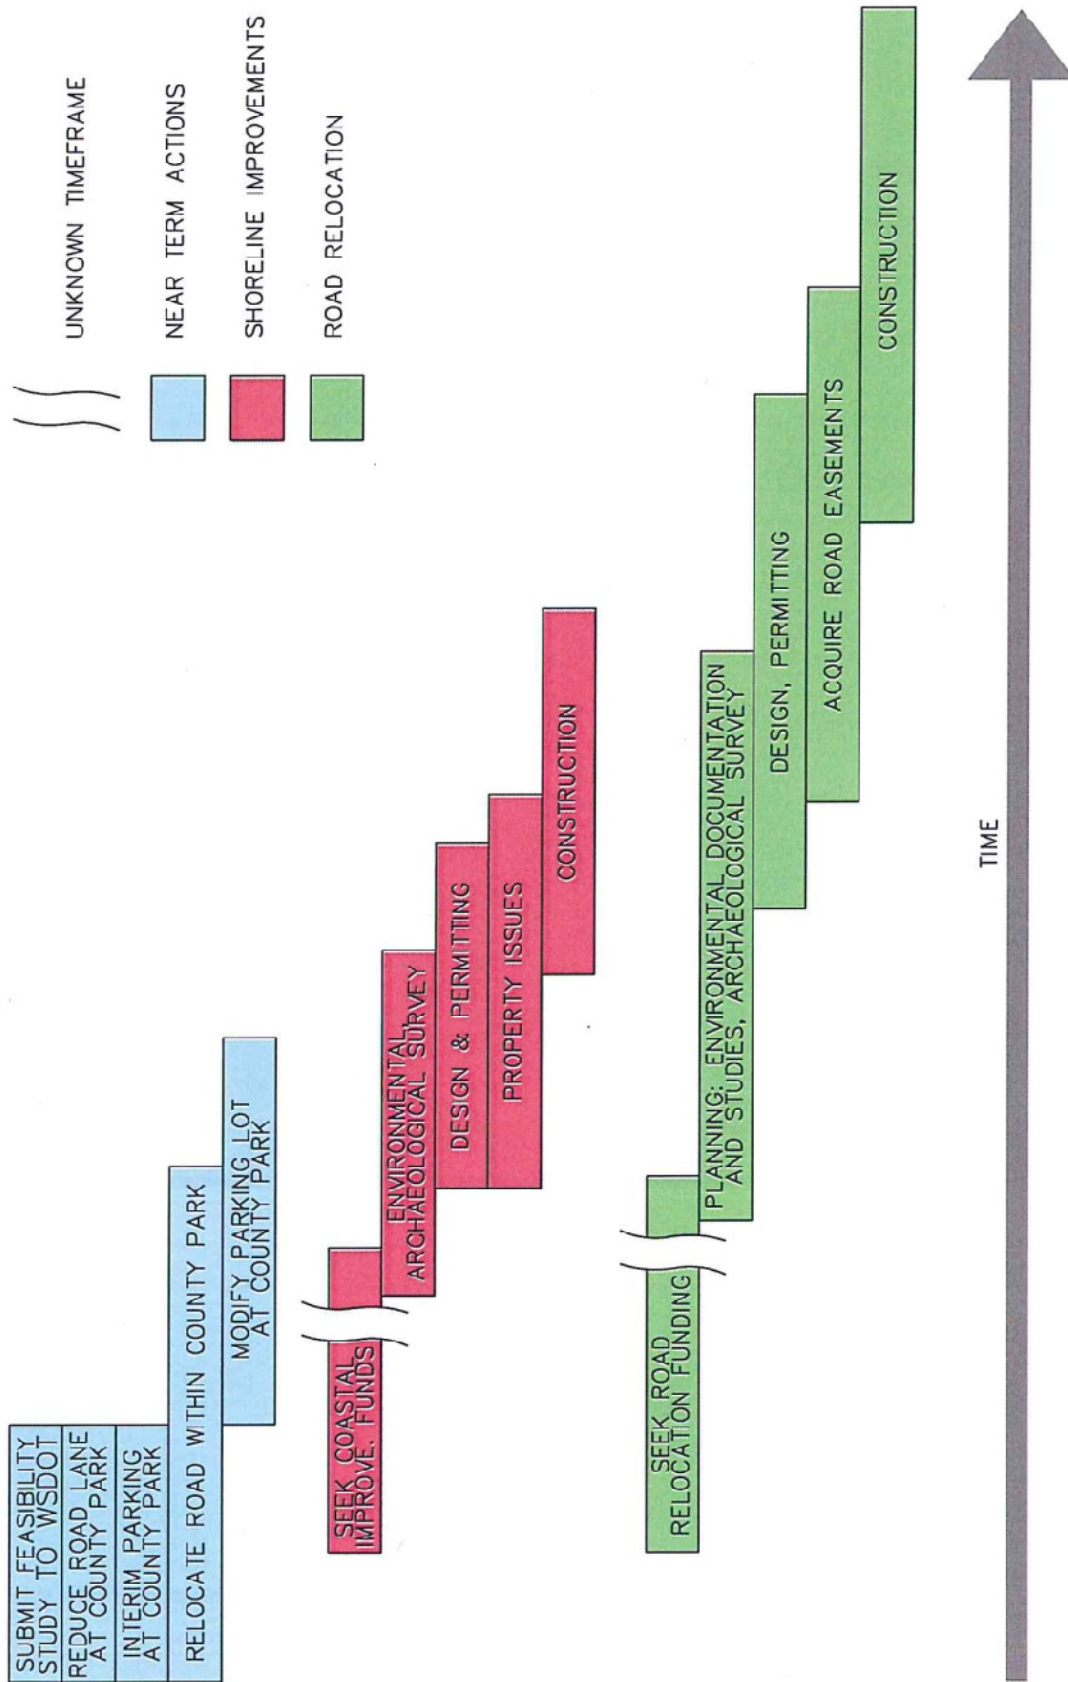 SUBMIT FEASIBILITY
STUDY TO WSDOT
REDUCE ROAD LANE
AT COUNTY PARK
INTERIM PARKING
AT COUNTY PARK
RELOCATE ROAD WITHIN COUNTY PARK
MODIFY PARKING LOT
AT COUNTY PARK
UNKNOWN TIMEFRAME
NEAR TERM ACTIONS
SHORELINE IMPROVEMENTS
ROAD RELOCATION
SEEK COASTAL
IMPROVE. FUNDS
ENVIRONMENTAL,
ARCHAEOLOGICAL SURVEY
DESIGN & PERMITTING
PROPERTY ISSUES
CONSTRUCTION
SEEK ROAD
RELOCATION FUNDING
PLANNING: ENVIRONMENTAL DOCUMENTATION
AND STUDIES, ARCHAEOLOGICAL SURVEY
DESIGN, PERMITTING
ACQUIRE ROAD EASEMENTS
CONSTRUCTION
TIME